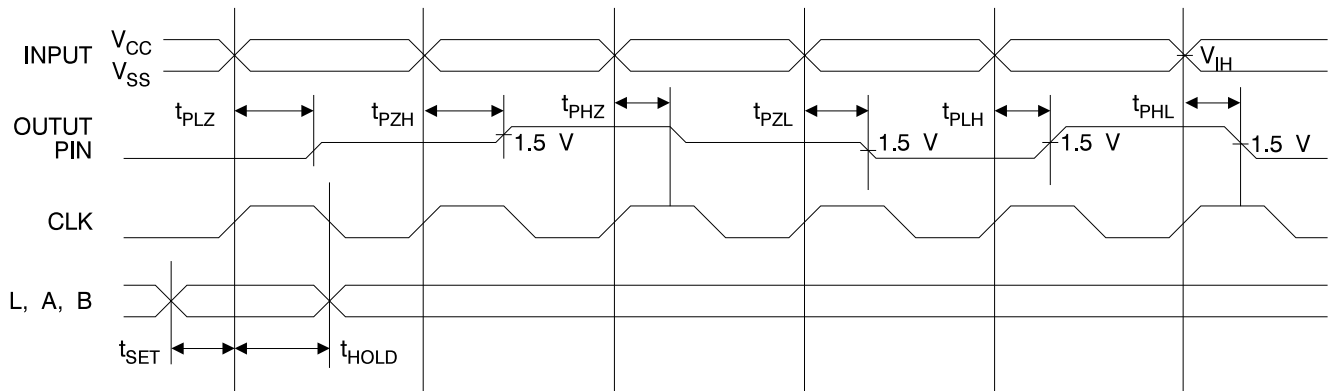 INPUT
VCC
VSS
VIH
tPLZ
tPZH
tPHZ
tPZL
tPLH
tPHL
OUTUT
PIN
1.5 V
1.5 V
1.5 V
1.5 V
CLK
L, A, B
tSET
tHOLD